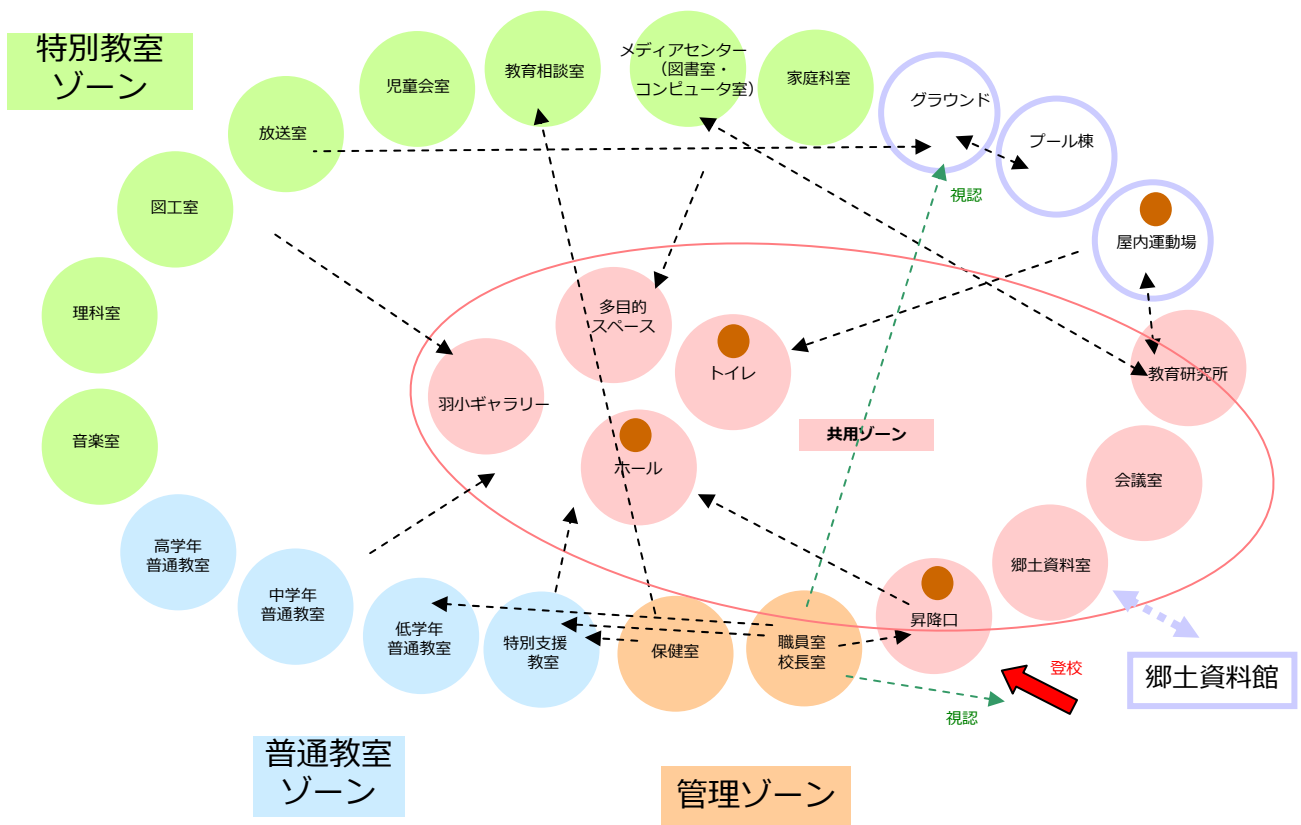 特別教室
ゾーン
児童会室
教育相談室
メディアセンター
（図書室・
コンピュータ室）
家庭科室
グラウンド
プール棟
放送室
図工室
視認
屋内運動場
理科室
多目的
スペース
トイレ
教育研究所
羽小ギャラリー
音楽室
共用ゾーン
ホール
会議室
高学年
普通教室
中学年
普通教室
郷土資料室
低学年
普通教室
特別支援
教室
保健室
職員室
校長室
昇降口
登校
郷土資料館
視認
普通教室
ゾーン
管理ゾーン